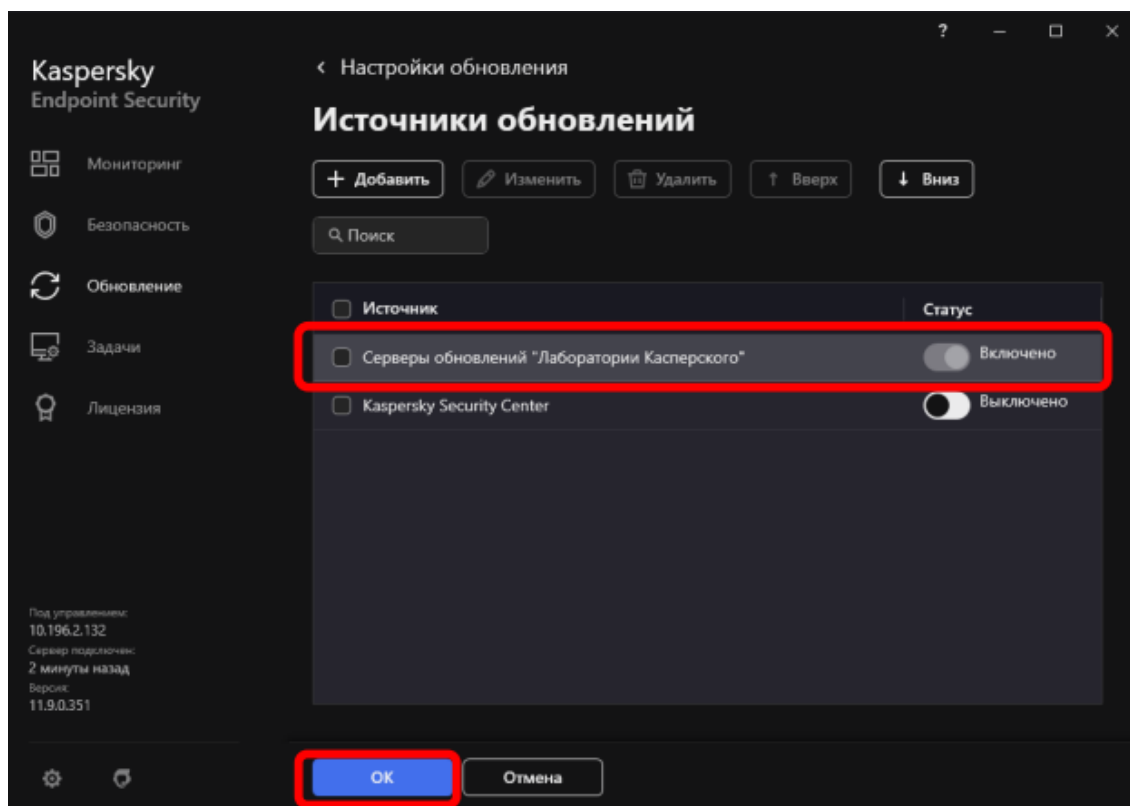 ?
Kaspersky
Endpoint Security
Мониторинг
Безопасность
Обновление
Задачи
Лицензия
Под управлением:
10.196.2.132
Сервер подключен:
2 минуты назад
Версия:
11.9.0.351
Настройки обновления
Источники обновлений
Добавить Изменить Удалить Вверх Вниз
Поиск
Источник Статус
Серверы обновлений "Лаборатории Касперского" Включено
Kaspersky Security Center Выключено
ОК Отмена